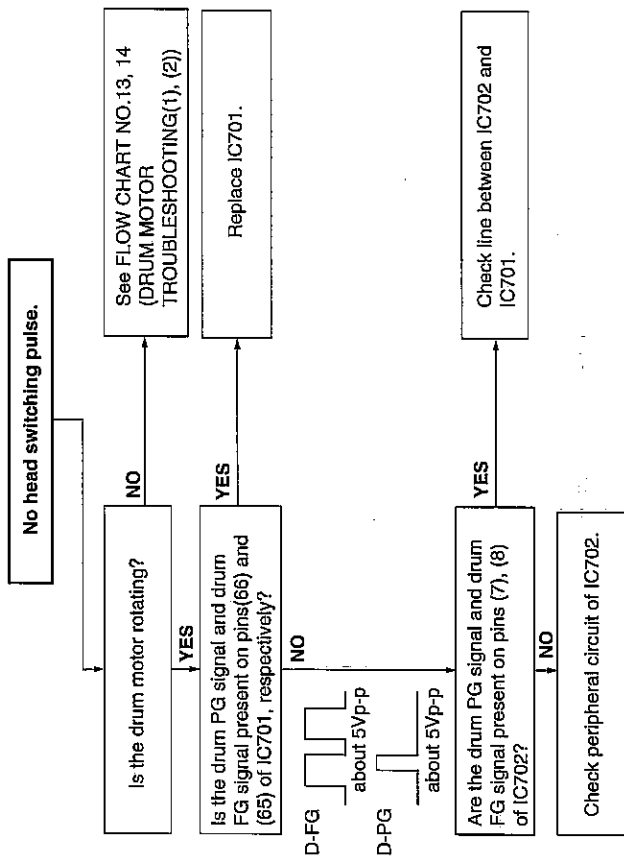 No head switching pulse.
Is the drum motor rotating?
NO
See FLOW CHART NO.13, 14
(DRUM MOTOR
TROUBLESHOOTING(1), (2))
YES
Is the drum PG signal and drum
FG signal present on pins(66) and
(65) of IC701, respectively?
YES
Replace IC701.
NO
D-FG
about 5Vp-p
D-PG
about 5Vp-p
Are the drum PG signal and drum
FG signal present on pins (7), (8)
of IC702?
YES
Check line between IC702 and
IC701.
NO
Check peripheral circuit of IC702.